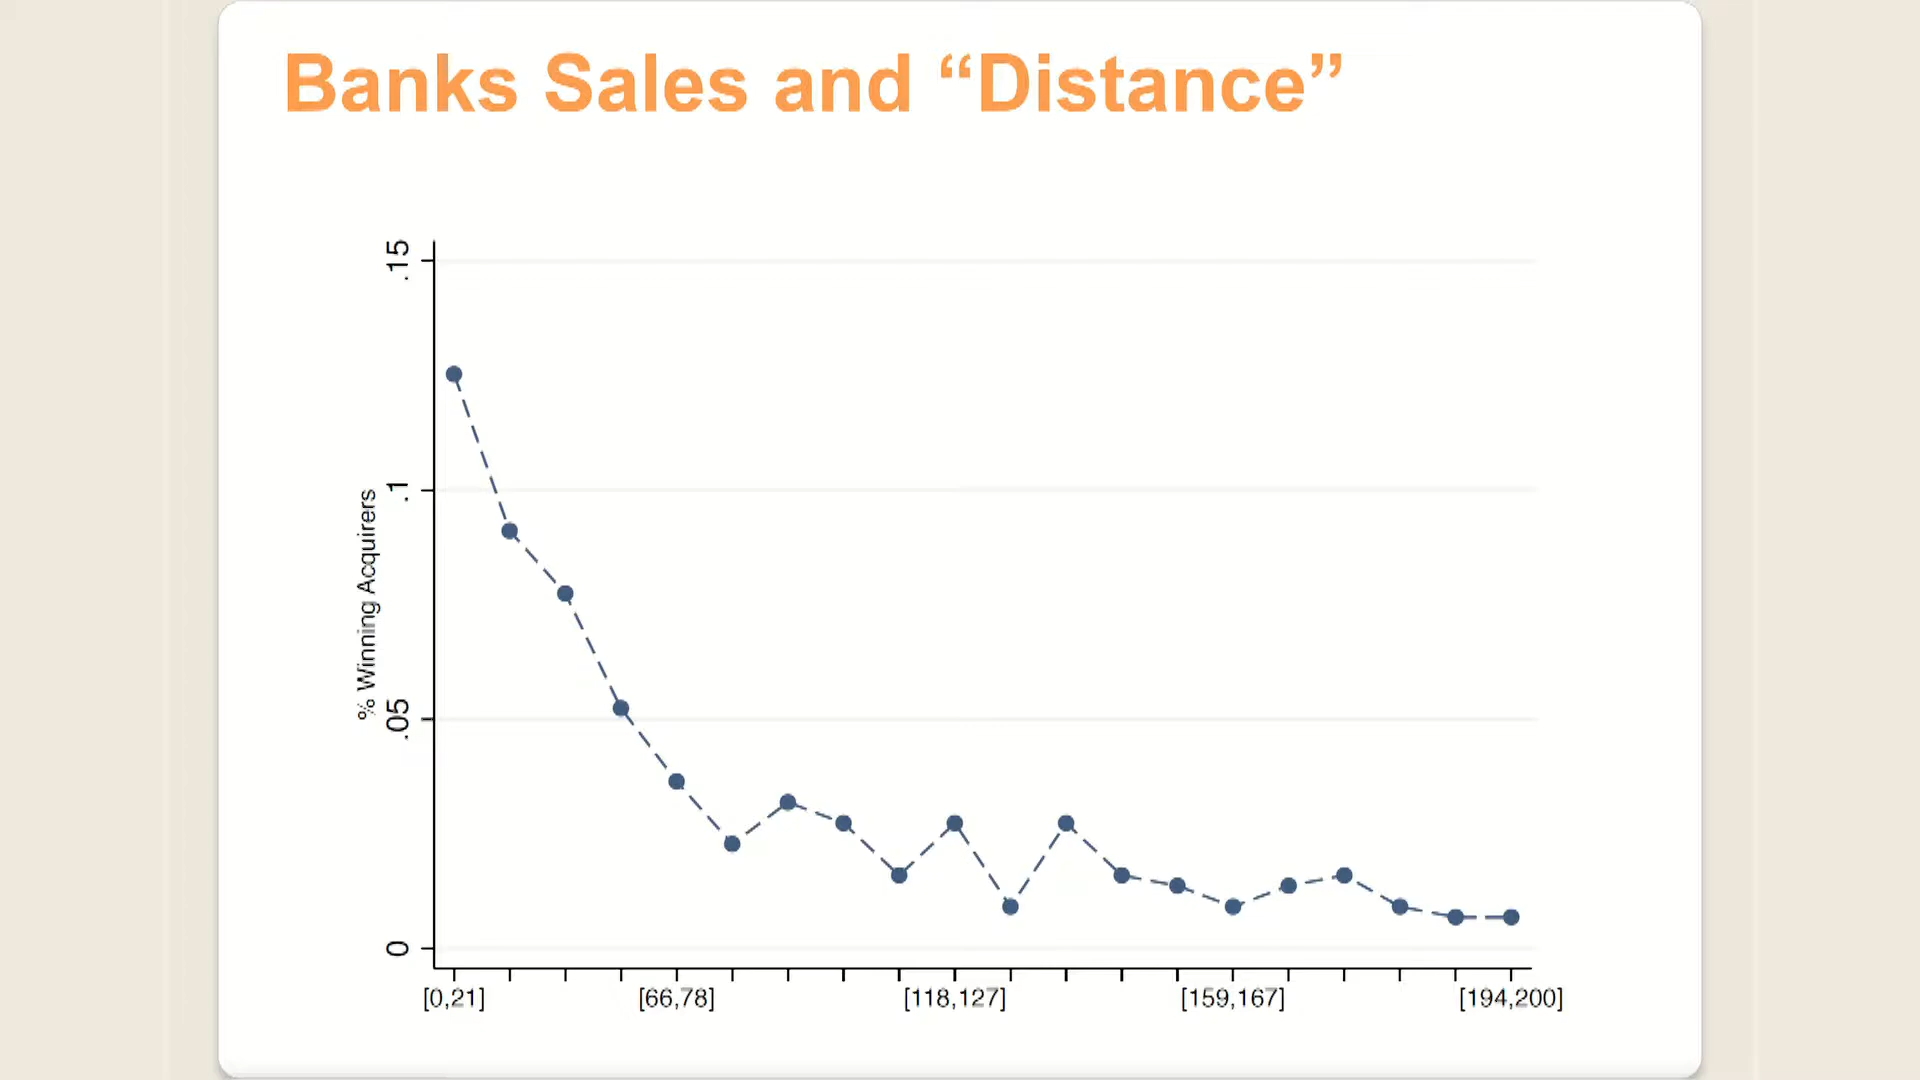 Banks Sales and “Distance”
.15
.1
.05
0
% Winning Acquirers
[0,21] [66,78] [118,127] [159,167] [194,200]